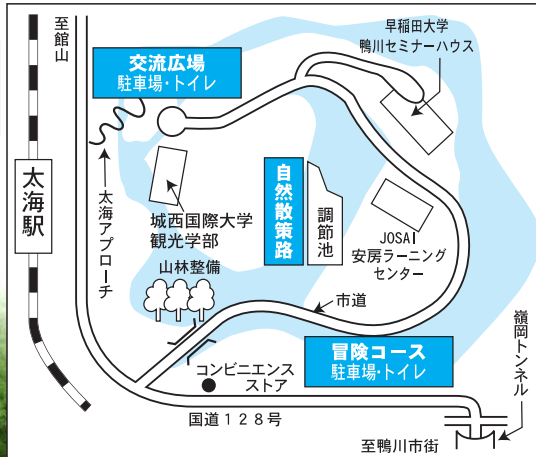 至館山
交流広場
駐車場・トイレ
早稲田大学
鴨川セミナーハウス
太海駅
太海アプローチ
城西国際大学
観光学部
自然散策路
調節池
JOSAI
安房ラーニング
センター
山林整備
市道
冒険コース
駐車場・トイレ
嶺岡トンネル
コンビニエンス
ストア
国道128号
至鴨川市街